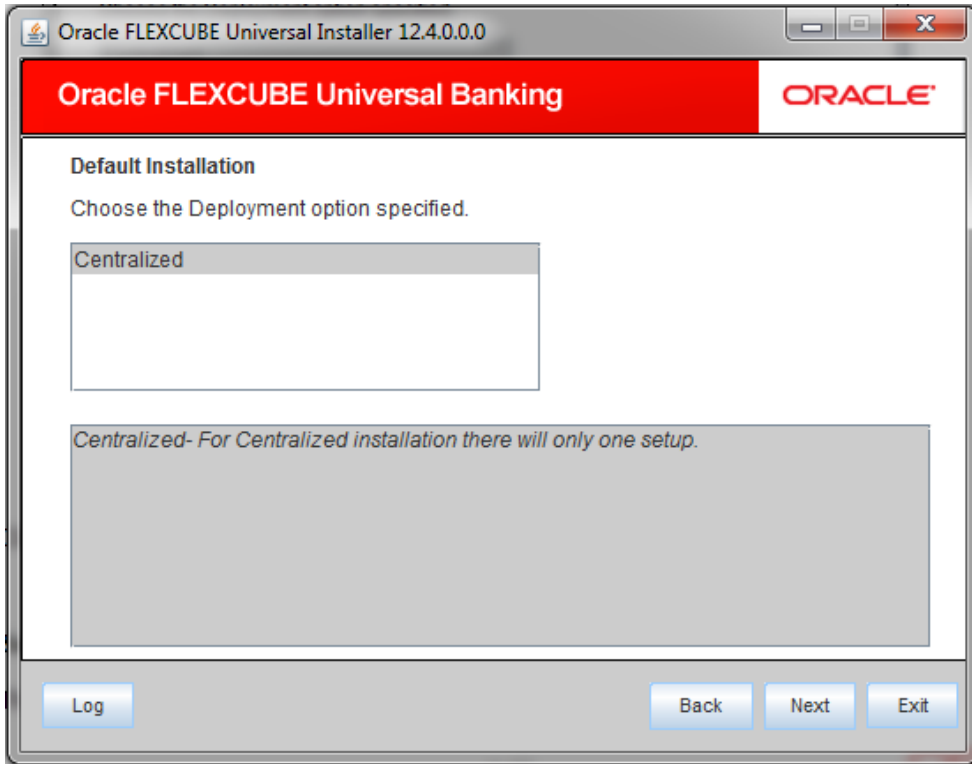 Oracle FLEXCUBE Universal Installer 12.4.0.0.0
Oracle FLEXCUBE Universal Banking
ORACLE
Default Installation
Choose the Deployment option specified.
Centralized
Centralized- For Centralized installation there will only one setup.
Log
Back
Next
Exit